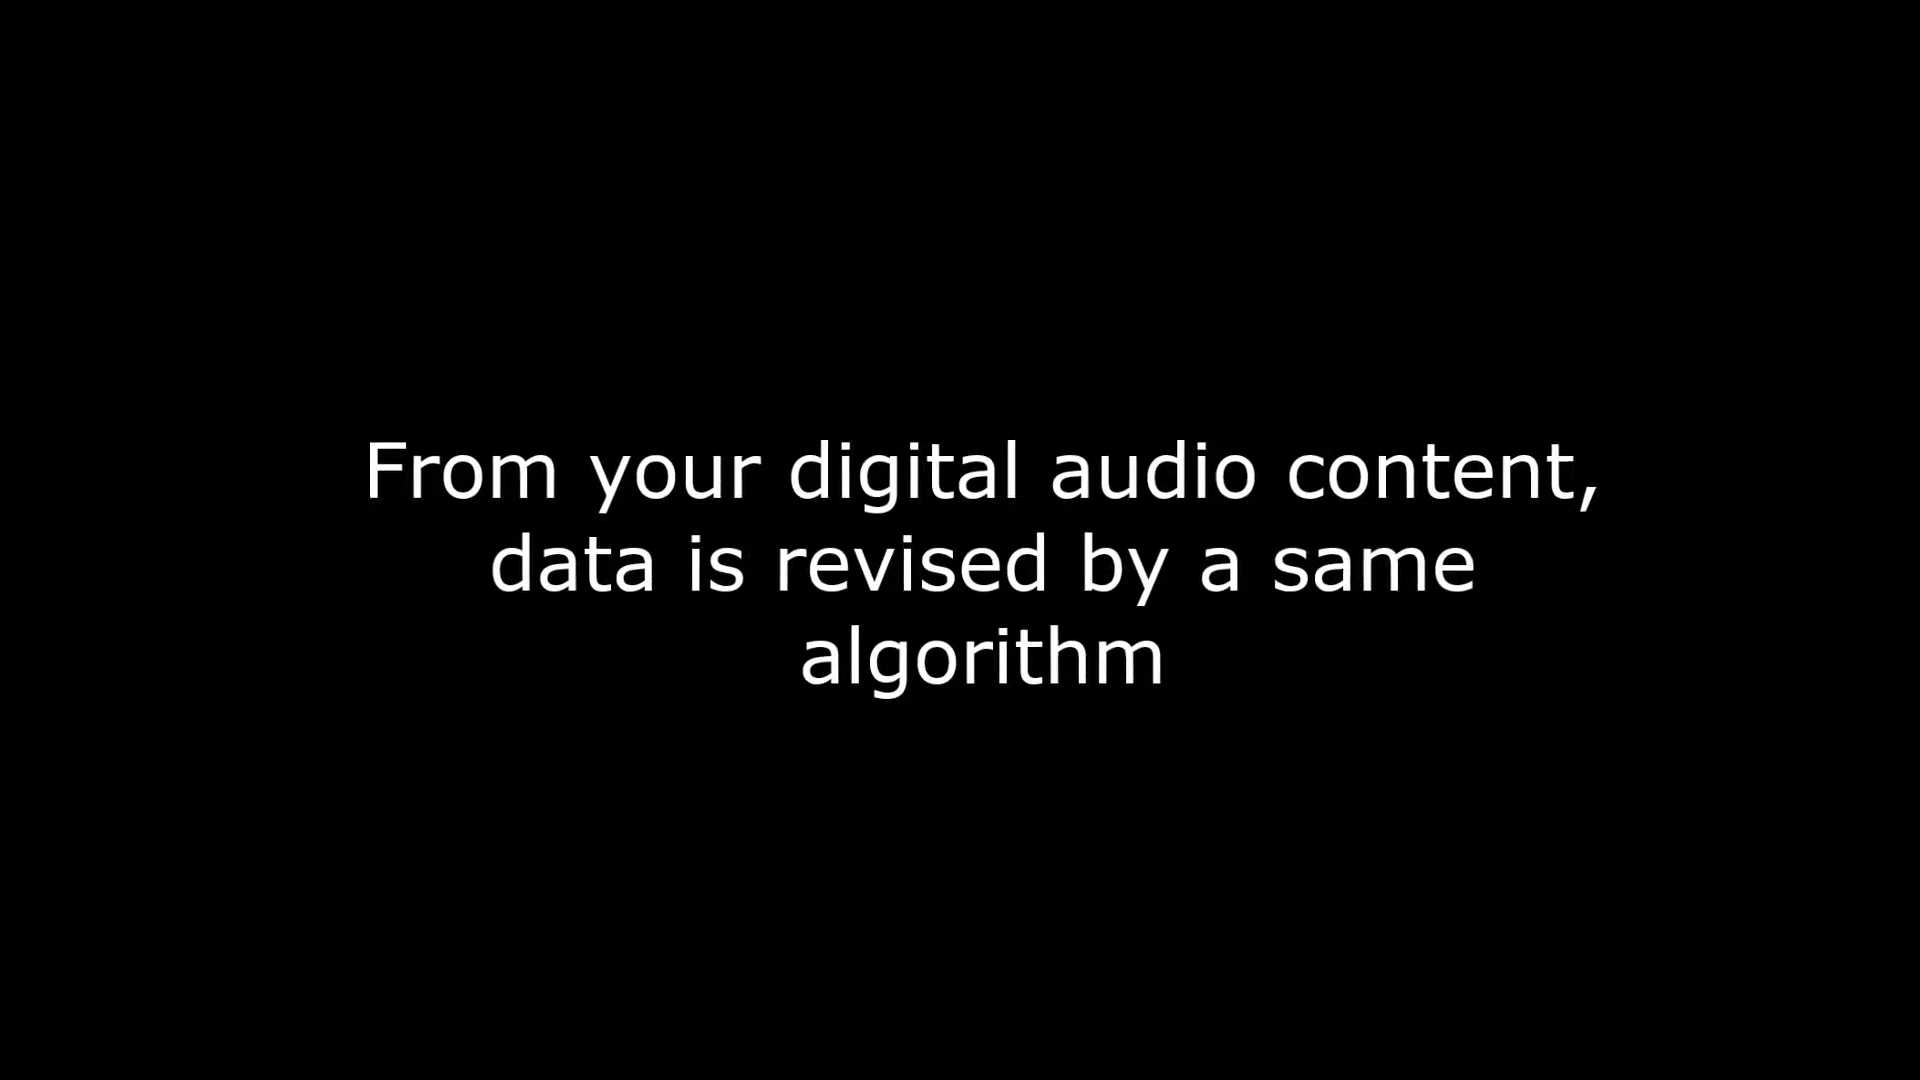 From your digital audio content,
data is revised by a same
algorithm